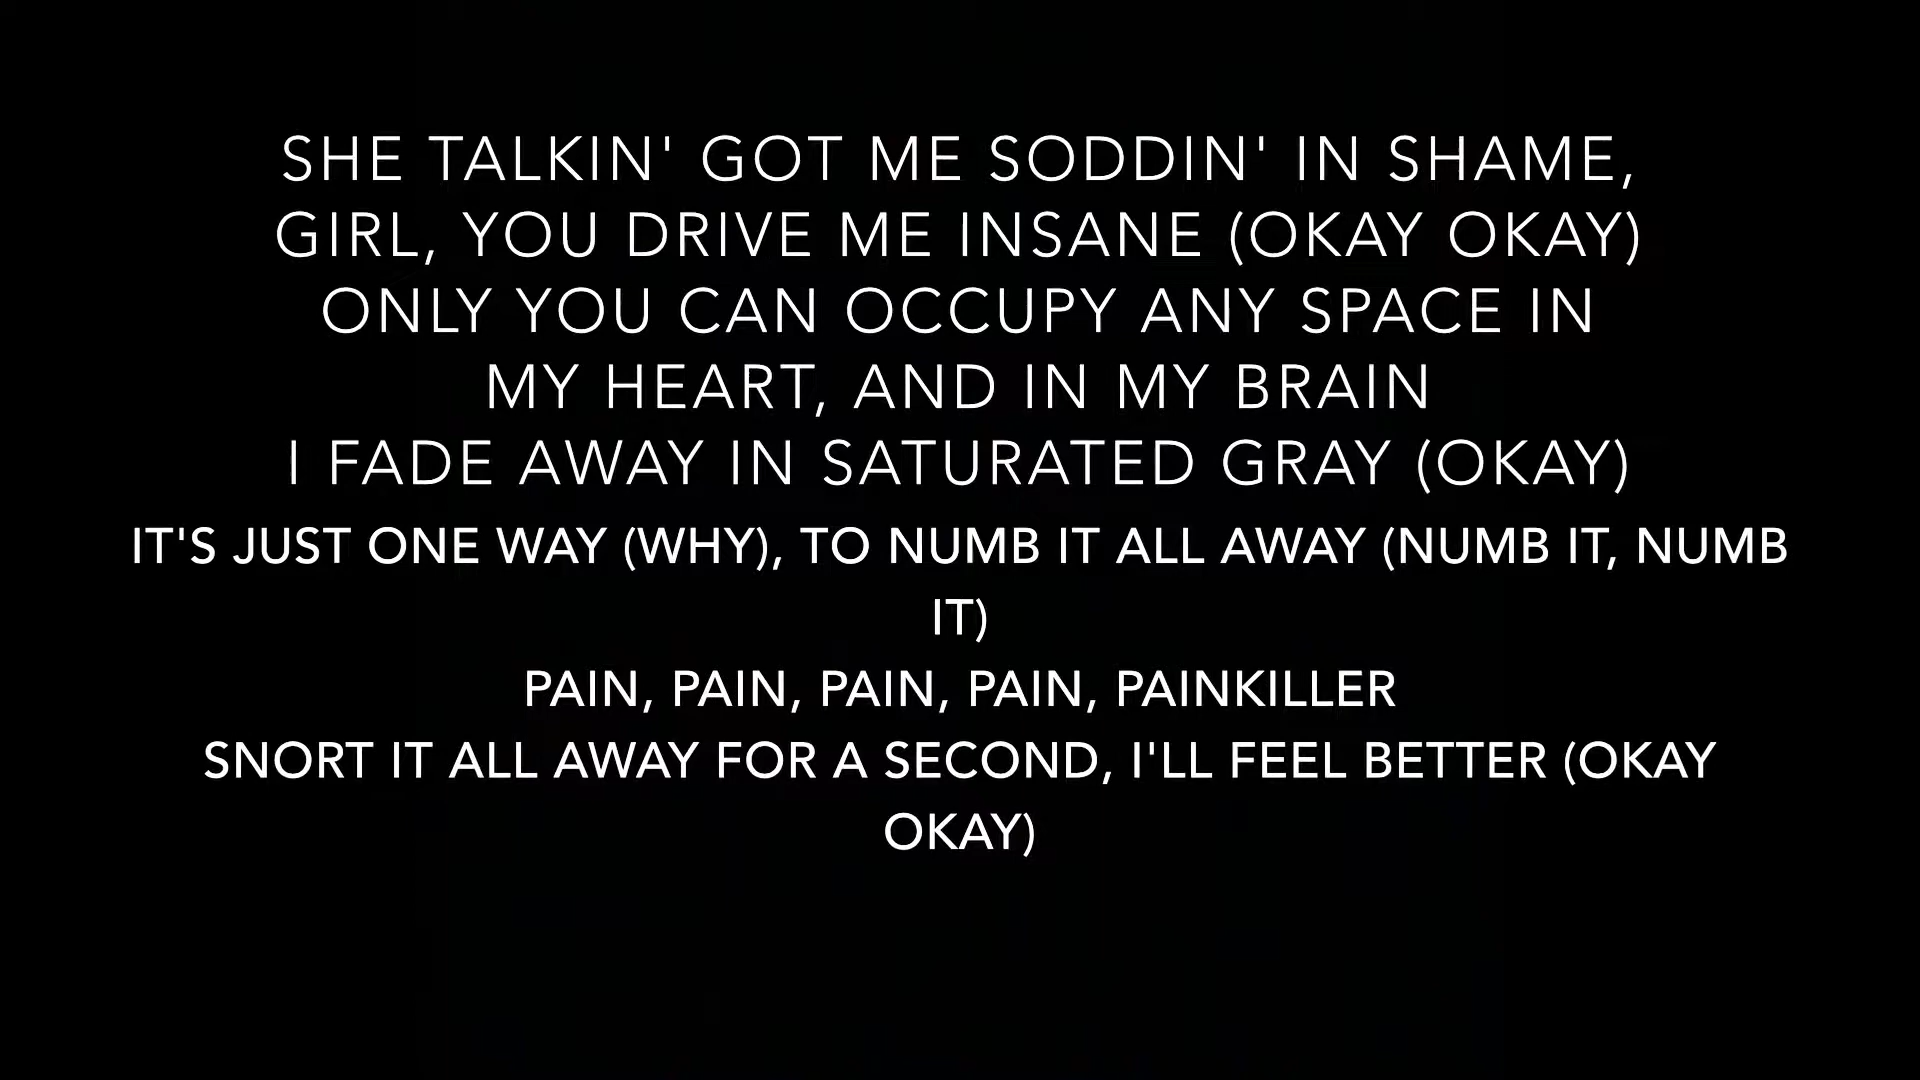 SHE TALKIN' GOT ME SODDIN' IN SHAME,
GIRL, YOU DRIVE ME INSANE (OKAY OKAY)
ONLY YOU CAN OCCUPY ANY SPACE IN
MY HEART, AND IN MY BRAIN
I FADE AWAY IN SATURATED GRAY (OKAY)
IT'S JUST ONE WAY (WHY), TO NUMB IT ALL AWAY (NUMB IT, NUMB
IT)
PAIN, PAIN, PAIN, PAIN, PAINKILLER
SNORT IT ALL AWAY FOR A SECOND, I'LL FEEL BETTER (OKAY
OKAY)